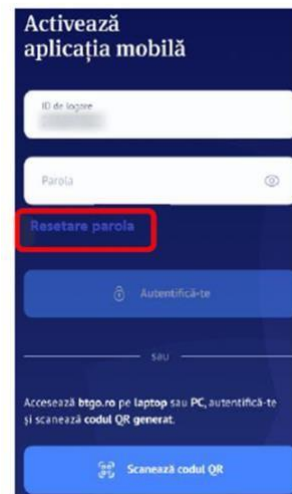 Activează
aplicația mobilă
ID de logare
Parola
Resetare parola
Autentifică-te
sau
Accesează btgo.ro pe laptop sau PC, autentifică-te
și scanează codul QR generat.
Scanează codul QR